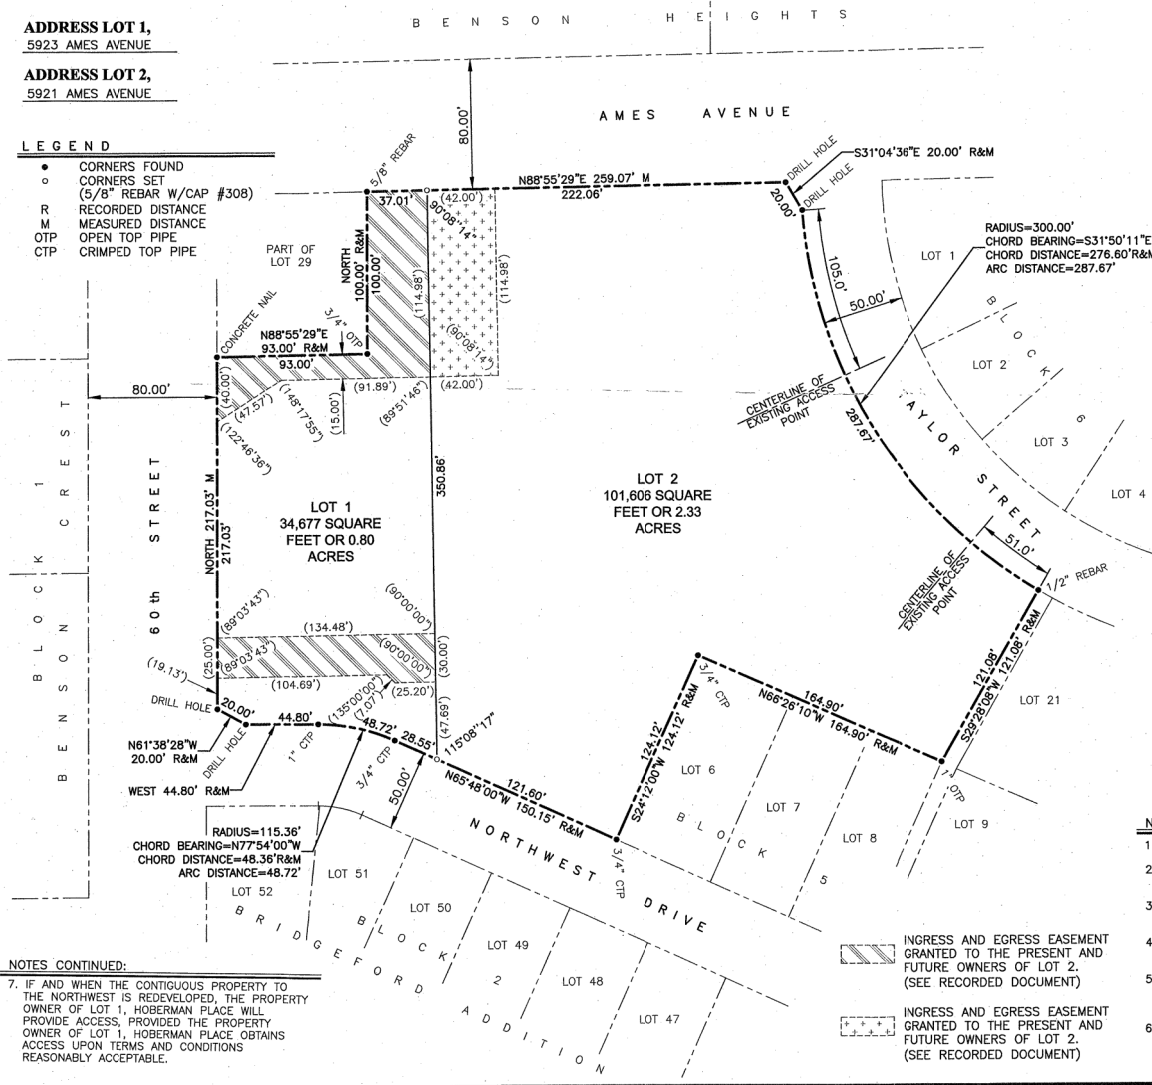 ADDRESS LOT 1,
5923 AMES AVENUE
ADDRESS LOT 2,
5921 AMES AVENUE
BENSON HEIGHTS
AMES AVENUE
80.00'
LEGEND
● CORNERS FOUND
○ CORNERS SET
(5/8" REBAR W/CAP #308)
R RECORDED DISTANCE
M MEASURED DISTANCE
OTP OPEN TOP PIPE
CTP CRIMPED TOP PIPE
5/8" REBAR
N88°55'29"E 259.07' M
37.01'
(42.00')
222.06'
DRILL HOLE
S31°04'36"E 20.00' R&M
DRILL HOLE
20.00'
90°08'14"
PART OF
LOT 29
NORTH
100.00' R&M
100.00'
(114.98')
(114.98')
(90°08'14")
105.0'
50.00'
RADIUS=300.00'
CHORD BEARING=S31°50'11"E
CHORD DISTANCE=276.60'R&M
ARC DISTANCE=287.67'
LOT 1
LOT 2
LOT 3
LOT 4
BLOCK 6
CONCRETE NAIL
3/4" OTP
N88°55'29"E
93.00' R&M
93.00'
80.00'
(40.00')
(47.57')
(148°17'55")
(15.00')
(91.89')
(89°51'46")
(42.00')
(122°46'36")
CENTERLINE OF
EXISTING ACCESS
POINT
287.67'
TAYLOR STREET
BLOCK 1
BENSON CREST
60th STREET
NORTH 217.03' M
217.03'
LOT 1
34,677 SQUARE
FEET OR 0.80
ACRES
350.86'
LOT 2
101,606 SQUARE
FEET OR 2.33
ACRES
51.0'
CENTERLINE OF
EXISTING ACCESS
POINT
1/2" REBAR
(89°03'43")
(134.48')
(90°00'00")
(25.00')
(89°03'43")
(90°00'00")
(30.00')
(19.13')
(104.69')
(135°00'00")
(7.07')
(25.20')
(47.69')
115°08'17"
DRILL HOLE
20.00'
44.80'
48.72'
28.55'
N61°38'28"W
20.00' R&M
DRILL HOLE
1" CTP
3/4" CTP
50.00'
WEST 44.80' R&M
121.60'
N65°48'00"W 150.15' R&M
124.12'
S24°12'00"W 124.12' R&M
3/4" CTP
164.90'
N66°26'10"W 164.90' R&M
121.08'
S29°28'08"W 121.08' R&M
LOT 21
1" OTP
3/4" CTP
LOT 6
LOT 7
LOT 8
LOT 9
BLOCK 5
NORTHWEST DRIVE
RADIUS=115.36'
CHORD BEARING=N77°54'00"W
CHORD DISTANCE=48.36'R&M
ARC DISTANCE=48.72'
LOT 52
LOT 51
LOT 50
LOT 49
LOT 48
LOT 47
BLOCK 2
BRIDGEFORD ADDITION
NOTES CONTINUED:
7. IF AND WHEN THE CONTIGUOUS PROPERTY TO
THE NORTHWEST IS REDEVELOPED, THE PROPERTY
OWNER OF LOT 1, HOBERMAN PLACE WILL
PROVIDE ACCESS, PROVIDED THE PROPERTY
OWNER OF LOT 1, HOBERMAN PLACE OBTAINS
ACCESS UPON TERMS AND CONDITIONS
REASONABLY ACCEPTABLE.
INGRESS AND EGRESS EASEMENT
GRANTED TO THE PRESENT AND
FUTURE OWNERS OF LOT 2.
(SEE RECORDED DOCUMENT)
INGRESS AND EGRESS EASEMENT
GRANTED TO THE PRESENT AND
FUTURE OWNERS OF LOT 2.
(SEE RECORDED DOCUMENT)
N
1
2
3
4
5
6